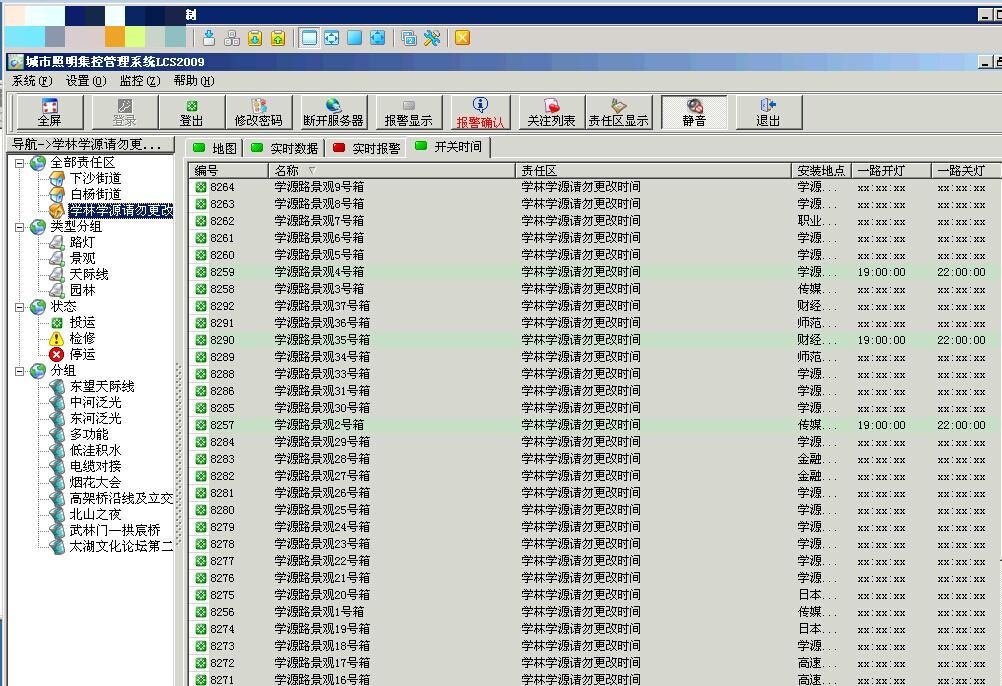 制
城市照明集控管理系统LCS2009
系统(F) 设置(O) 监控(Z) 帮助(H)
全屏 登录 登出 修改密码 断开服务器 报警显示 报警确认 关注列表 责任区显示 静音 退出
导航->学林学源请勿更...
地图 实时数据 实时报警 开关时间
全部责任区
下沙街道
白杨街道
学林学源请勿更改
类型分组
路灯
景观
天际线
园林
状态
投运
检修
停运
分组
东望天际线
中河泛光
东河泛光
多功能
低洼积水
电缆对接
烟花大会
高架桥沿线及立交
北山之夜
武林门—拱宸桥
太湖文化论坛第二
编号 名称 责任区 安装地点 一路开灯 一路关灯
8264 学源路景观9号箱 学林学源请勿更改时间 学源... xx:xx:xx xx:xx:xx
8263 学源路景观8号箱 学林学源请勿更改时间 学源... xx:xx:xx xx:xx:xx
8262 学源路景观7号箱 学林学源请勿更改时间 职业... xx:xx:xx xx:xx:xx
8261 学源路景观6号箱 学林学源请勿更改时间 学源... xx:xx:xx xx:xx:xx
8260 学源路景观5号箱 学林学源请勿更改时间 学源... xx:xx:xx xx:xx:xx
8259 学源路景观4号箱 学林学源请勿更改时间 学源... 19:00:00 22:00:00
8258 学源路景观3号箱 学林学源请勿更改时间 传媒... xx:xx:xx xx:xx:xx
8292 学源路景观37号箱 学林学源请勿更改时间 财经... xx:xx:xx xx:xx:xx
8291 学源路景观36号箱 学林学源请勿更改时间 师范... xx:xx:xx xx:xx:xx
8290 学源路景观35号箱 学林学源请勿更改时间 财经... 19:00:00 22:00:00
8289 学源路景观34号箱 学林学源请勿更改时间 师范... xx:xx:xx xx:xx:xx
8288 学源路景观33号箱 学林学源请勿更改时间 学源... xx:xx:xx xx:xx:xx
8286 学源路景观31号箱 学林学源请勿更改时间 学源... xx:xx:xx xx:xx:xx
8285 学源路景观30号箱 学林学源请勿更改时间 学源... xx:xx:xx xx:xx:xx
8257 学源路景观2号箱 学林学源请勿更改时间 传媒... 19:00:00 22:00:00
8284 学源路景观29号箱 学林学源请勿更改时间 学源... xx:xx:xx xx:xx:xx
8283 学源路景观28号箱 学林学源请勿更改时间 金融... xx:xx:xx xx:xx:xx
8282 学源路景观27号箱 学林学源请勿更改时间 金融... xx:xx:xx xx:xx:xx
8281 学源路景观26号箱 学林学源请勿更改时间 学源... xx:xx:xx xx:xx:xx
8280 学源路景观25号箱 学林学源请勿更改时间 学源... xx:xx:xx xx:xx:xx
8279 学源路景观24号箱 学林学源请勿更改时间 学源... xx:xx:xx xx:xx:xx
8278 学源路景观23号箱 学林学源请勿更改时间 学源... xx:xx:xx xx:xx:xx
8277 学源路景观22号箱 学林学源请勿更改时间 学源... xx:xx:xx xx:xx:xx
8276 学源路景观21号箱 学林学源请勿更改时间 学源... xx:xx:xx xx:xx:xx
8275 学源路景观20号箱 学林学源请勿更改时间 日本... xx:xx:xx xx:xx:xx
8256 学源路景观1号箱 学林学源请勿更改时间 传媒... xx:xx:xx xx:xx:xx
8274 学源路景观19号箱 学林学源请勿更改时间 日本... xx:xx:xx xx:xx:xx
8273 学源路景观18号箱 学林学源请勿更改时间 学源... xx:xx:xx xx:xx:xx
8272 学源路景观17号箱 学林学源请勿更改时间 高速... xx:xx:xx xx:xx:xx
8271 学源路景观16号箱 学林学源请勿更改时间 高速... xx:xx:xx xx:xx:xx